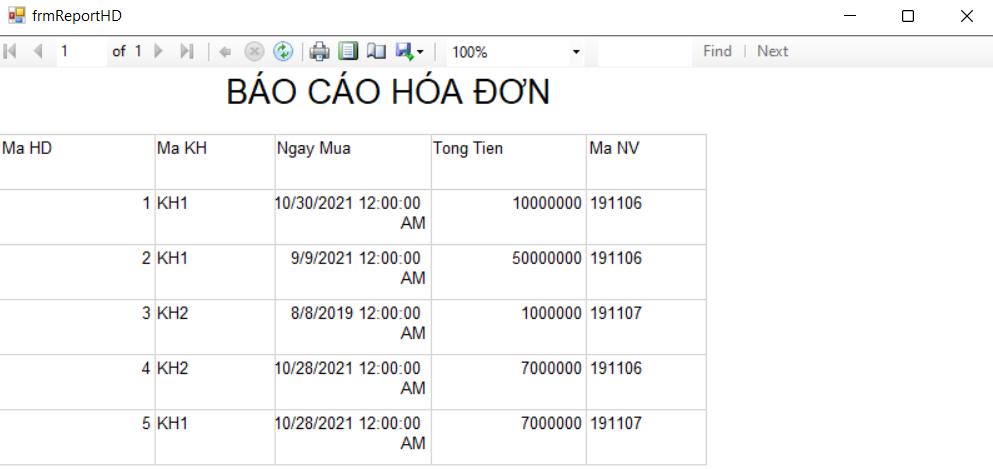 frmReportHD
1 of 1 100% Find Next
BÁO CÁO HÓA ĐƠN
Ma HD Ma KH Ngay Mua Tong Tien Ma NV
1 KH1 10/30/2021 12:00:00 AM 10000000 191106
2 KH1 9/9/2021 12:00:00 AM 50000000 191106
3 KH2 8/8/2019 12:00:00 AM 1000000 191107
4 KH2 10/28/2021 12:00:00 AM 7000000 191106
5 KH1 10/28/2021 12:00:00 AM 7000000 191107